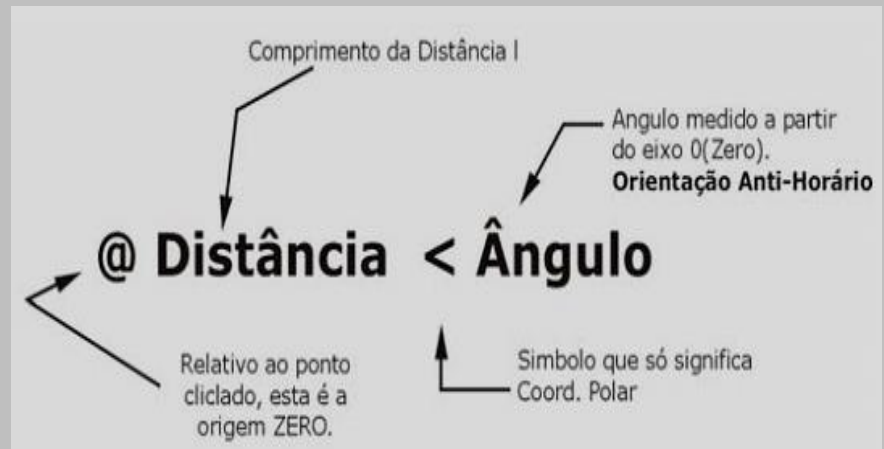 Comprimento da Distância l
Angulo medido a partir
do eixo 0(Zero).
Orientação Anti-Horário
@ Distância < Ângulo
Relativo ao ponto
cliclado, esta é a
origem ZERO.
Simbolo que só significa
Coord. Polar